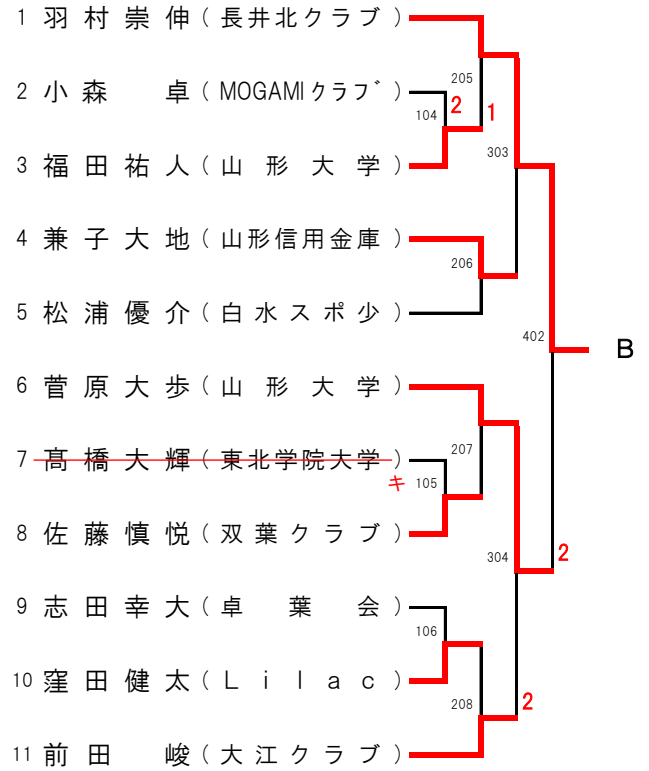 1 羽村崇伸(長井北クラブ)
205
2 小森 卓(MOGAMIクラブ)
104 2 1
303
3 福田祐人(山形大学)
4 兼子大地(山形信用金庫)
206
5 松浦優介(白水スポ少)
402
B
6 菅原大歩(山形大学)
207
7 髙橋大輝(東北学院大学)
キ 105
8 佐藤慎悦(双葉クラブ)
304 2
9 志田幸大(卓葉会)
106
10 窪田健太(Lilac)
208 2
11 前田 峻(大江クラブ)